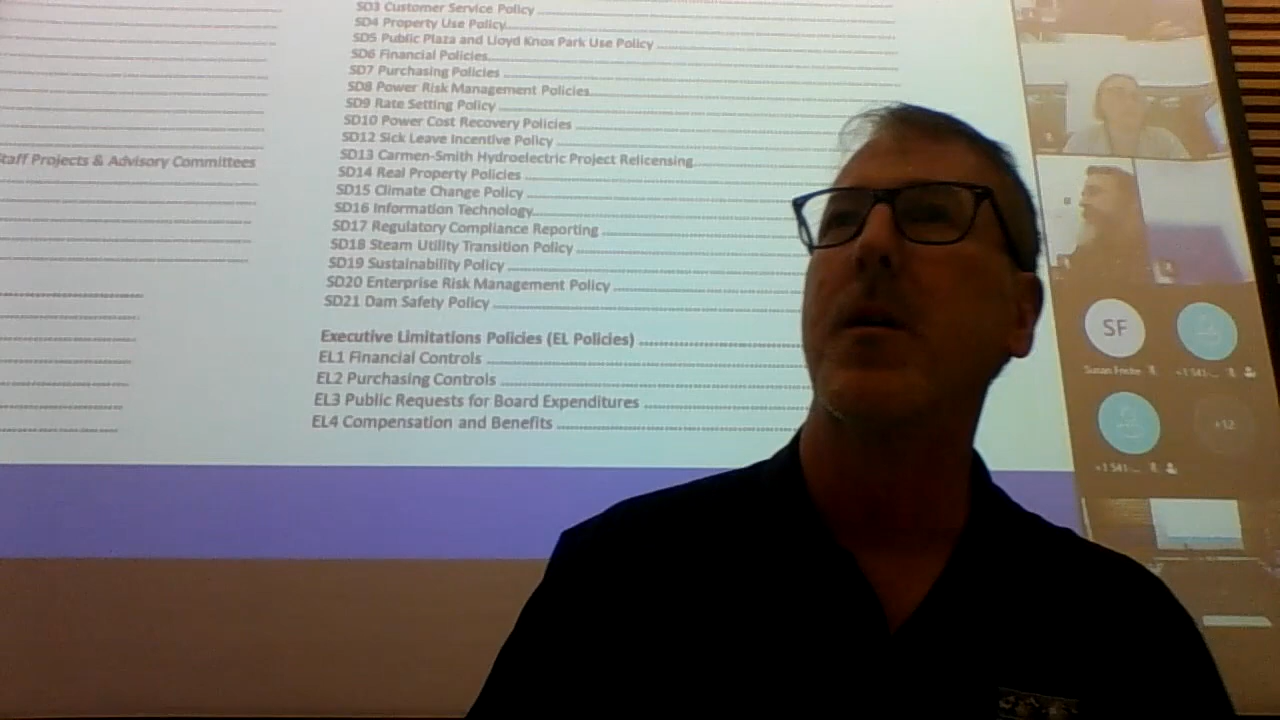 SD3 Customer Service Policy
SD4 Property Use Policy
SD5 Public Plaza and Lloyd Knox Park Use Policy
SD6 Financial Policies
SD7 Purchasing Policies
SD8 Power Risk Management Policies
SD9 Rate Setting Policy
SD10 Power Cost Recovery Policies
SD12 Sick Leave Incentive Policy
SD13 Carmen-Smith Hydroelectric Project Relicensing
SD14 Real Property Policies
SD15 Climate Change Policy
SD16 Information Technology
SD17 Regulatory Compliance Reporting
SD18 Steam Utility Transition Policy
SD19 Sustainability Policy
SD20 Enterprise Risk Management Policy
SD21 Dam Safety Policy
Executive Limitations Policies (EL Policies)
EL1 Financial Controls
EL2 Purchasing Controls
EL3 Public Requests for Board Expenditures
EL4 Compensation and Benefits
Staff Projects & Advisory Committees
SF
Susan
+1 541-...
+1 541-...
+12